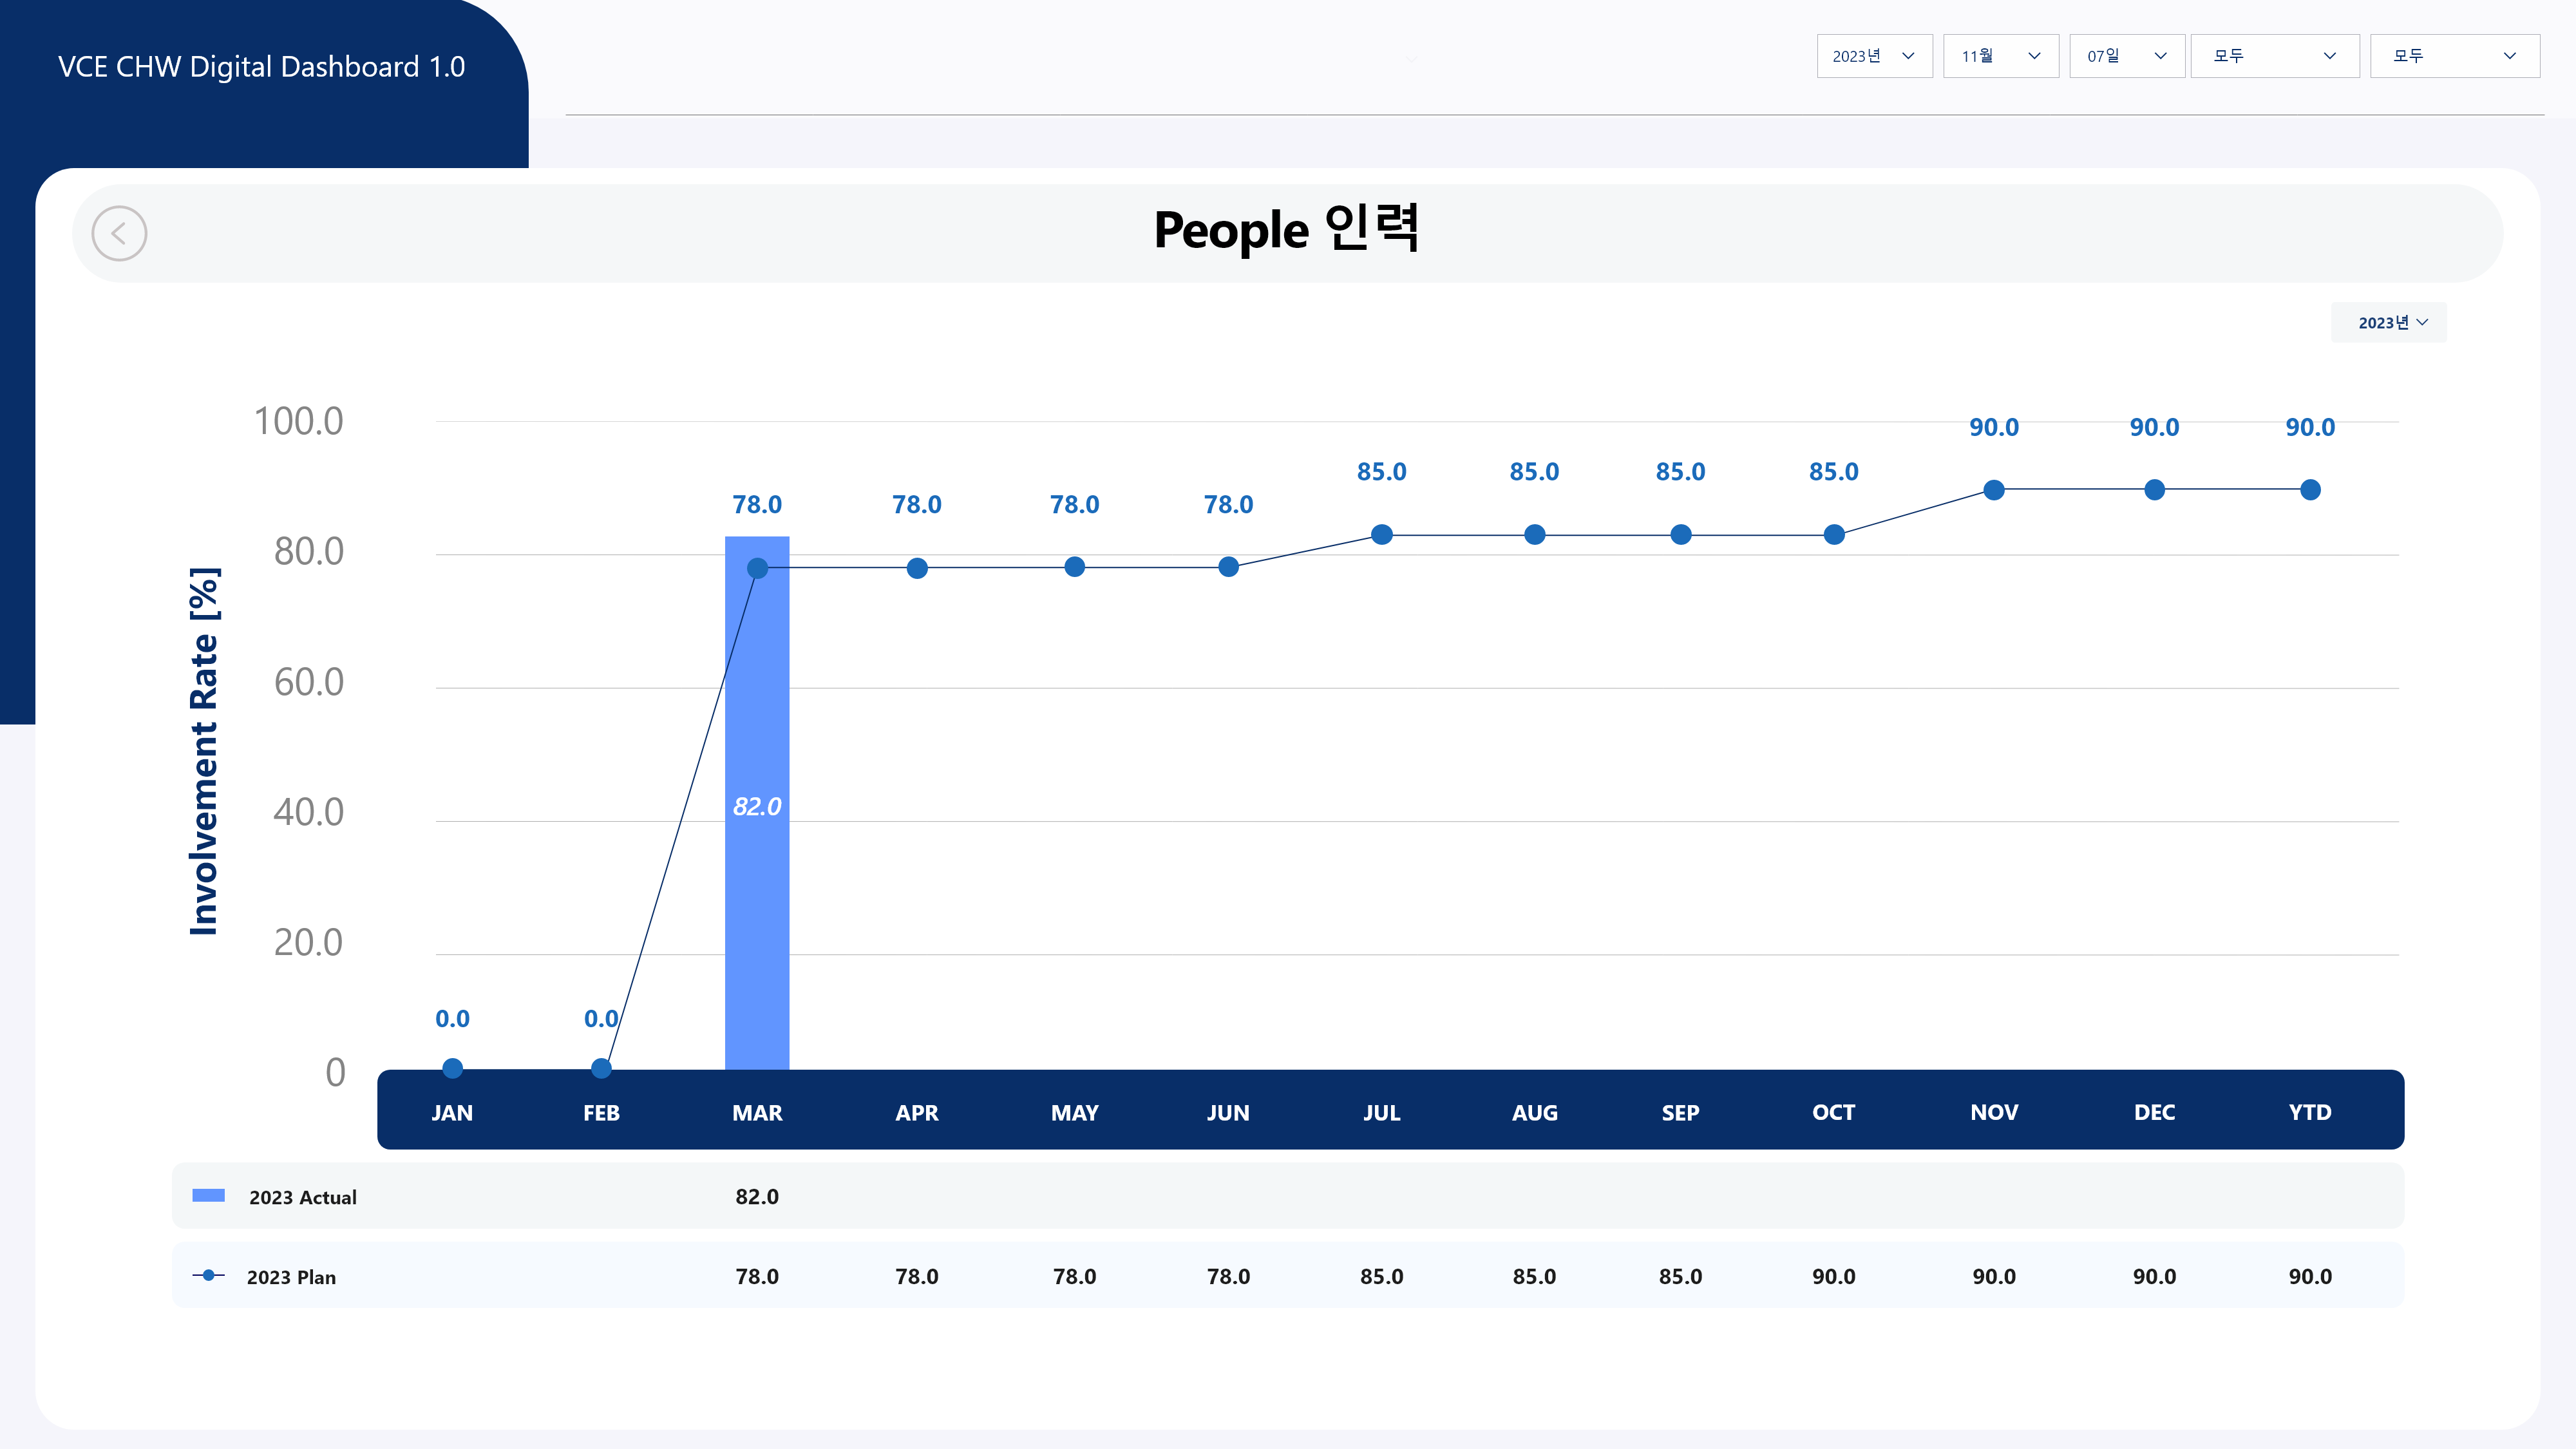 VCE CHW Digital Dashboard 1.0
2023년 11월 07일 모두 모두
People 인력
2023년
Involvement Rate [%]
100.0
80.0
60.0
40.0
20.0
0
0.0 0.0 78.0 78.0 78.0 78.0 85.0 85.0 85.0 85.0 90.0 90.0 90.0
82.0
JAN FEB MAR APR MAY JUN JUL AUG SEP OCT NOV DEC YTD
2023 Actual 82.0
2023 Plan 78.0 78.0 78.0 78.0 85.0 85.0 85.0 90.0 90.0 90.0 90.0